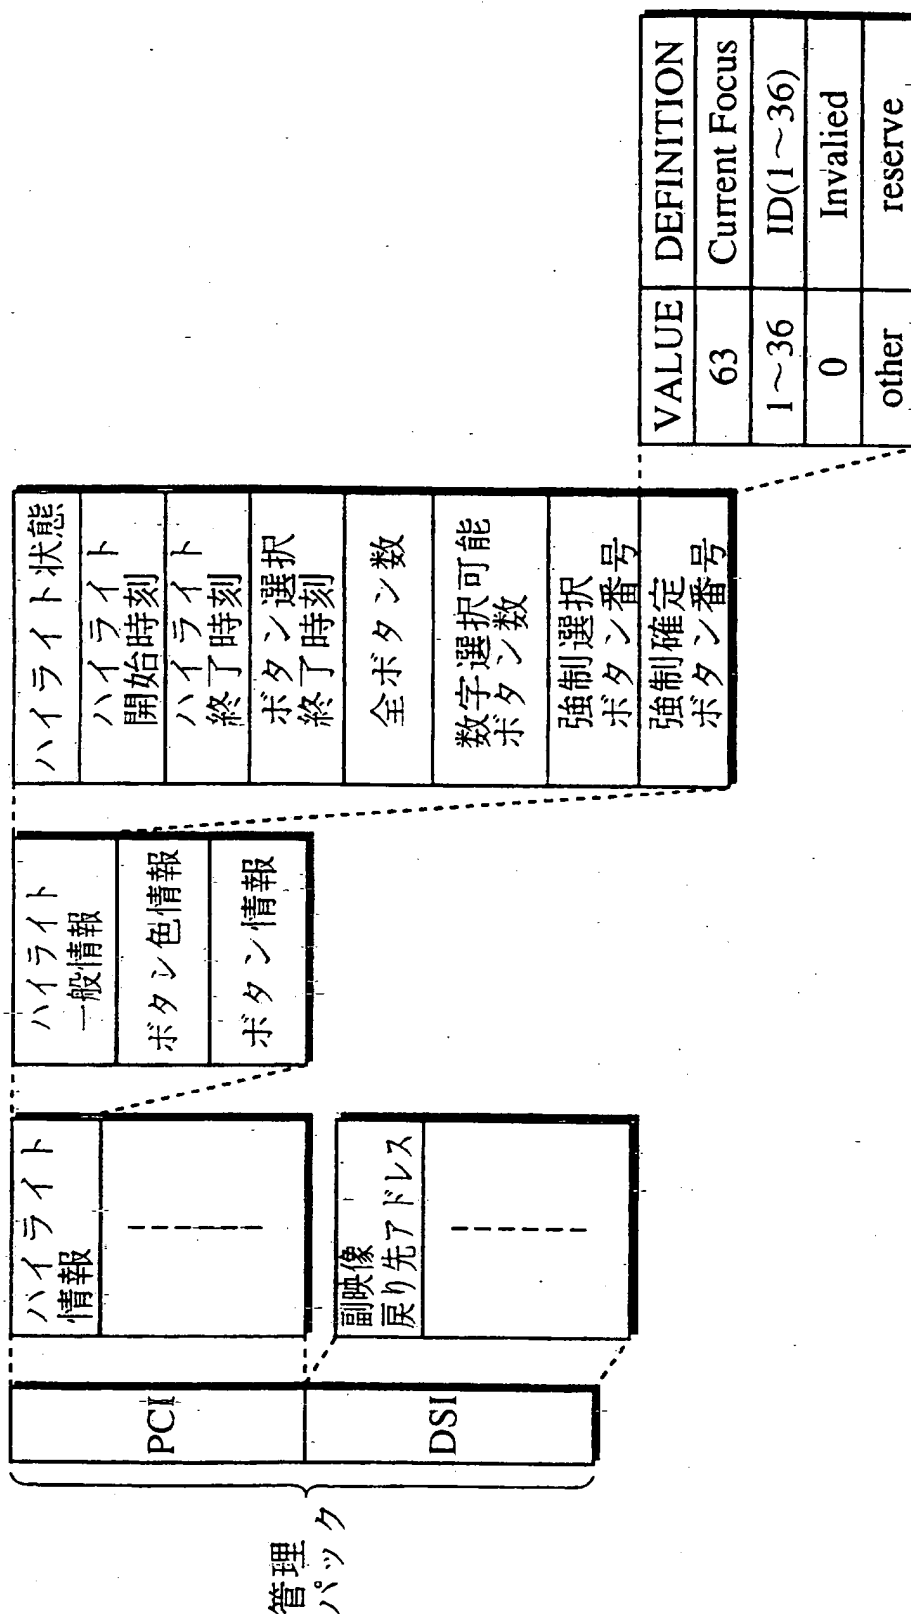 管理
パック
PCI
DSI
ハイライト
情報
副映像
戻り先アドレス
ハイライト
一般情報
ボタン色情報
ボタン情報
ハイライト状態
ハイライト
開始時刻
ハイライト
終了時刻
ボタン選択
終了時刻
全ボタン数
数字選択可能
ボタン数
強制選択
ボタン番号
強制確定
ボタン番号
VALUE DEFINITION
63 Current Focus
1～36 ID(1～36)
0 Invalied
other reserve